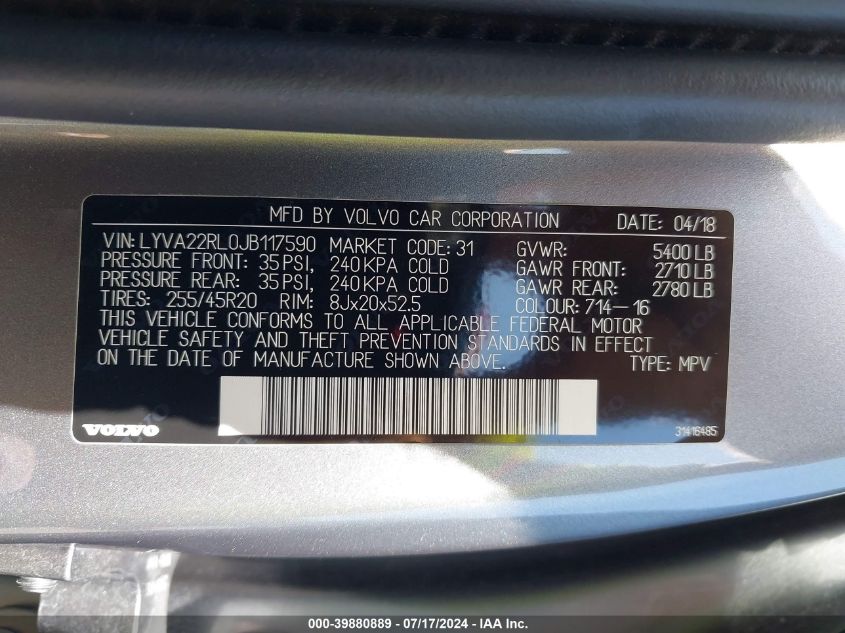 MFD BY VOLVO CAR CORPORATION DATE: 04/18
VIN: LYVA22RL0JB117590 MARKET CODE: 31 GVWR: 5400 LB
PRESSURE FRONT: 35 PSI, 240 KPA COLD GAWR FRONT: 2710 LB
PRESSURE REAR: 35 PSI, 240 KPA COLD GAWR REAR: 2780 LB
TIRES: 255/45R20 RIM: 8Jx20x52.5 COLOUR: 714-16
THIS VEHICLE CONFORMS TO ALL APPLICABLE FEDERAL MOTOR
VEHICLE SAFETY AND THEFT PREVENTION STANDARDS IN EFFECT
ON THE DATE OF MANUFACTURE SHOWN ABOVE. TYPE: MPV
VOLVO 31416485
000-39880889 - 07/17/2024 - IAA Inc.